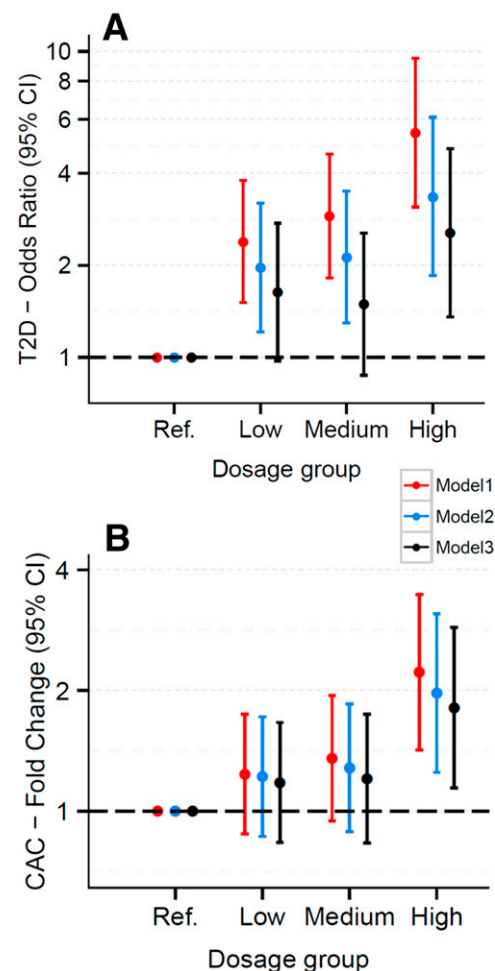 A
T2D − Odds Ratio (95% CI)
10
8
6
4
2
1
Ref. Low Medium High
Dosage group
Model1
Model2
Model3
B
CAC − Fold Change (95% CI)
4
2
1
Ref. Low Medium High
Dosage group